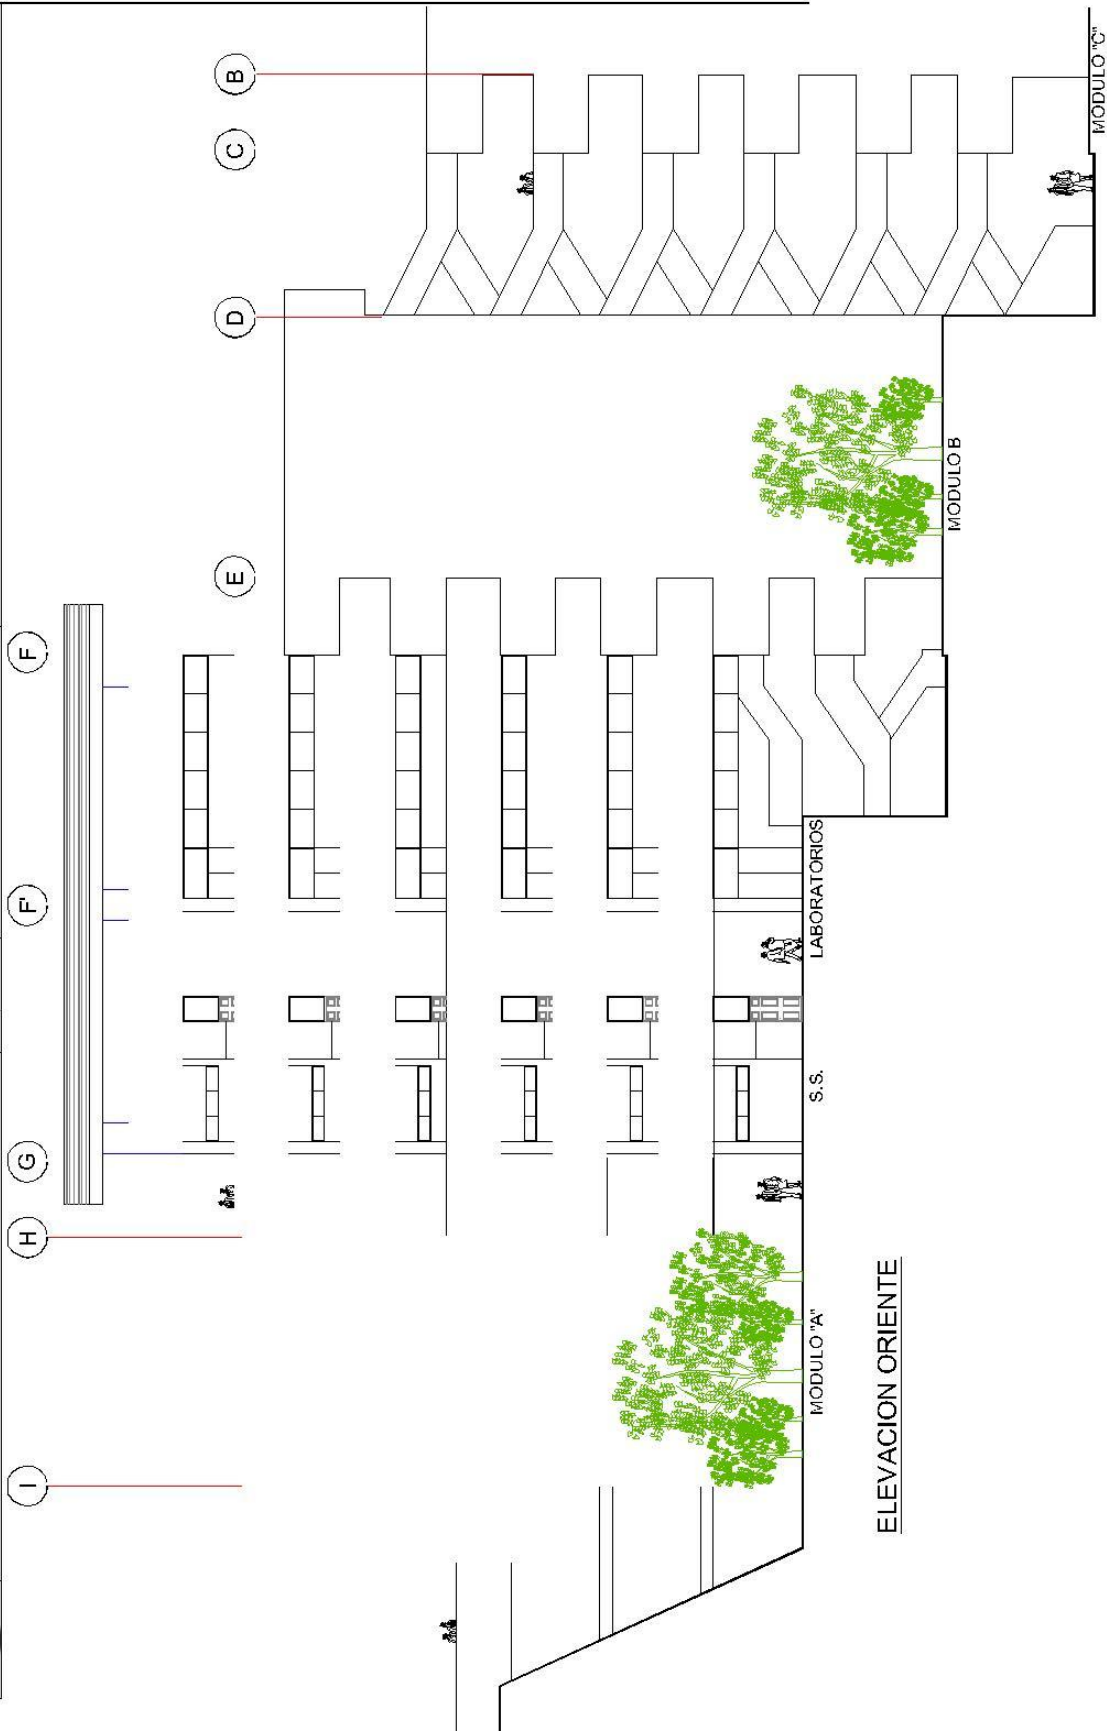 I
H
G
F'
F
E
D
C
B
MODULO "A"
S.S.
LABORATORIOS
MODULO B
MODULO "C"
ELEVACION ORIENTE